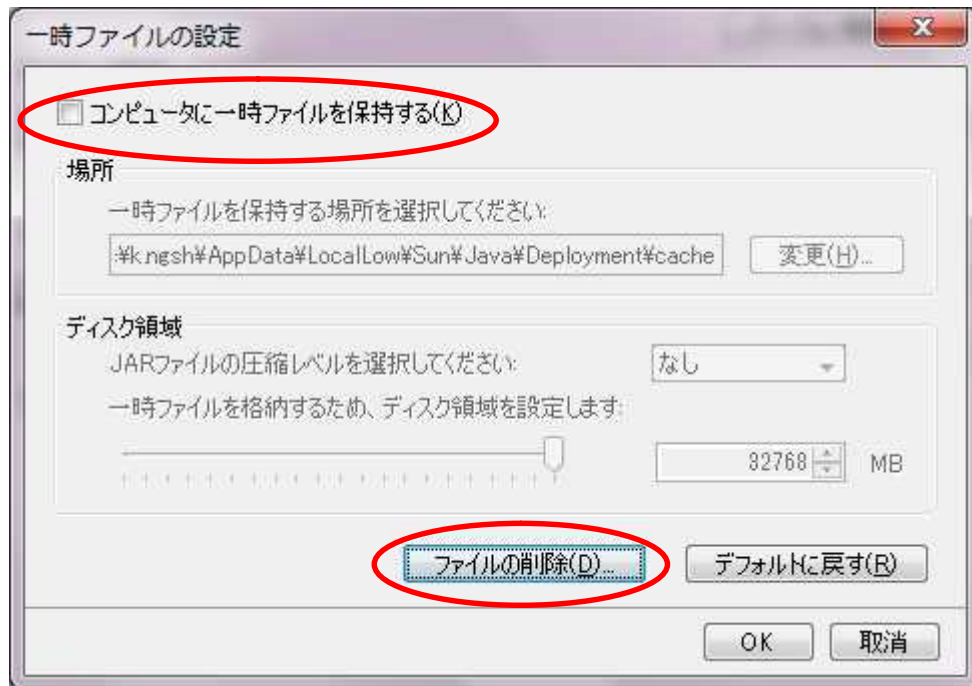 一時ファイルの設定
コンピュータに一時ファイルを保持する(K)
場所
一時ファイルを保持する場所を選択してください:
:¥k.ngsh¥AppData¥LocalLow¥Sun¥Java¥Deployment¥cache 変更(H)...
ディスク領域
JARファイルの圧縮レベルを選択してください: なし
一時ファイルを格納するため、ディスク領域を設定します:
32768 MB
ファイルの削除(D)... デフォルトに戻す(R)
OK 取消